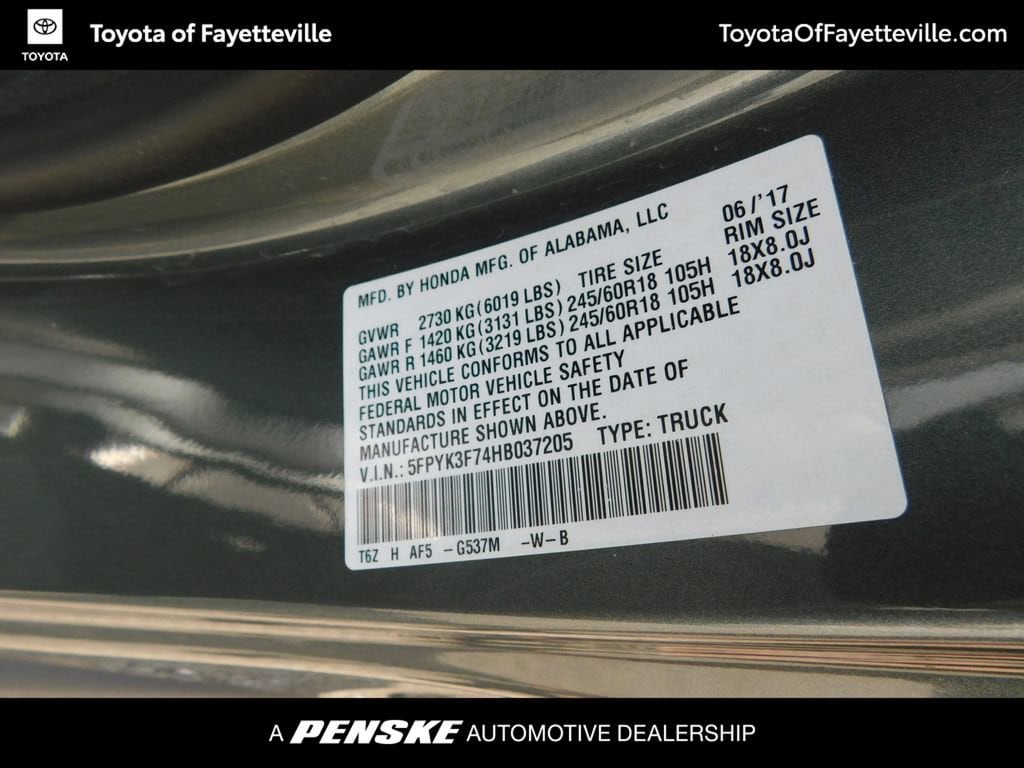 TOYOTA
Toyota of Fayetteville
ToyotaOfFayetteville.com
MFD. BY HONDA MFG. OF ALABAMA, LLC 06/'17
GVWR 2730 KG(6019 LBS) TIRE SIZE RIM SIZE
GAWR F 1420 KG(3131 LBS) 245/60R18 105H 18X8.0J
GAWR R 1460 KG(3219 LBS) 245/60R18 105H 18X8.0J
THIS VEHICLE CONFORMS TO ALL APPLICABLE
FEDERAL MOTOR VEHICLE SAFETY
STANDARDS IN EFFECT ON THE DATE OF
MANUFACTURE SHOWN ABOVE.
V.I.N.: 5FPYK3F74HB037205 TYPE: TRUCK
T6Z H AF5 -G537M -W-B
A PENSKE AUTOMOTIVE DEALERSHIP